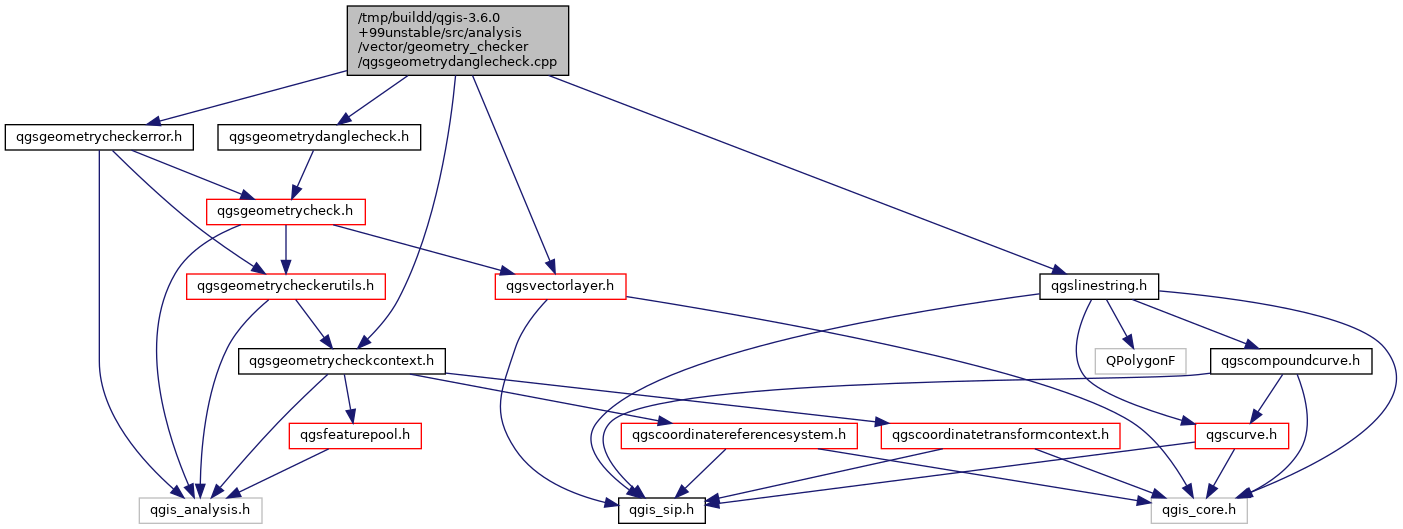 /tmp/buildd/qgis-3.6.0
+99unstable/src/analysis
/vector/geometry_checker
/qgsgeometrydanglecheck.cpp
qgsgeometrycheckerror.h
qgsgeometrydanglecheck.h
qgsgeometrycheck.h
qgsgeometrycheckerutils.h
qgsvectorlayer.h
qgslinestring.h
qgsgeometrycheckcontext.h
QPolygonF
qgscompoundcurve.h
qgsfeaturepool.h
qgscoordinatereferencesystem.h
qgscoordinatetransformcontext.h
qgscurve.h
qgis_analysis.h
qgis_sip.h
qgis_core.h